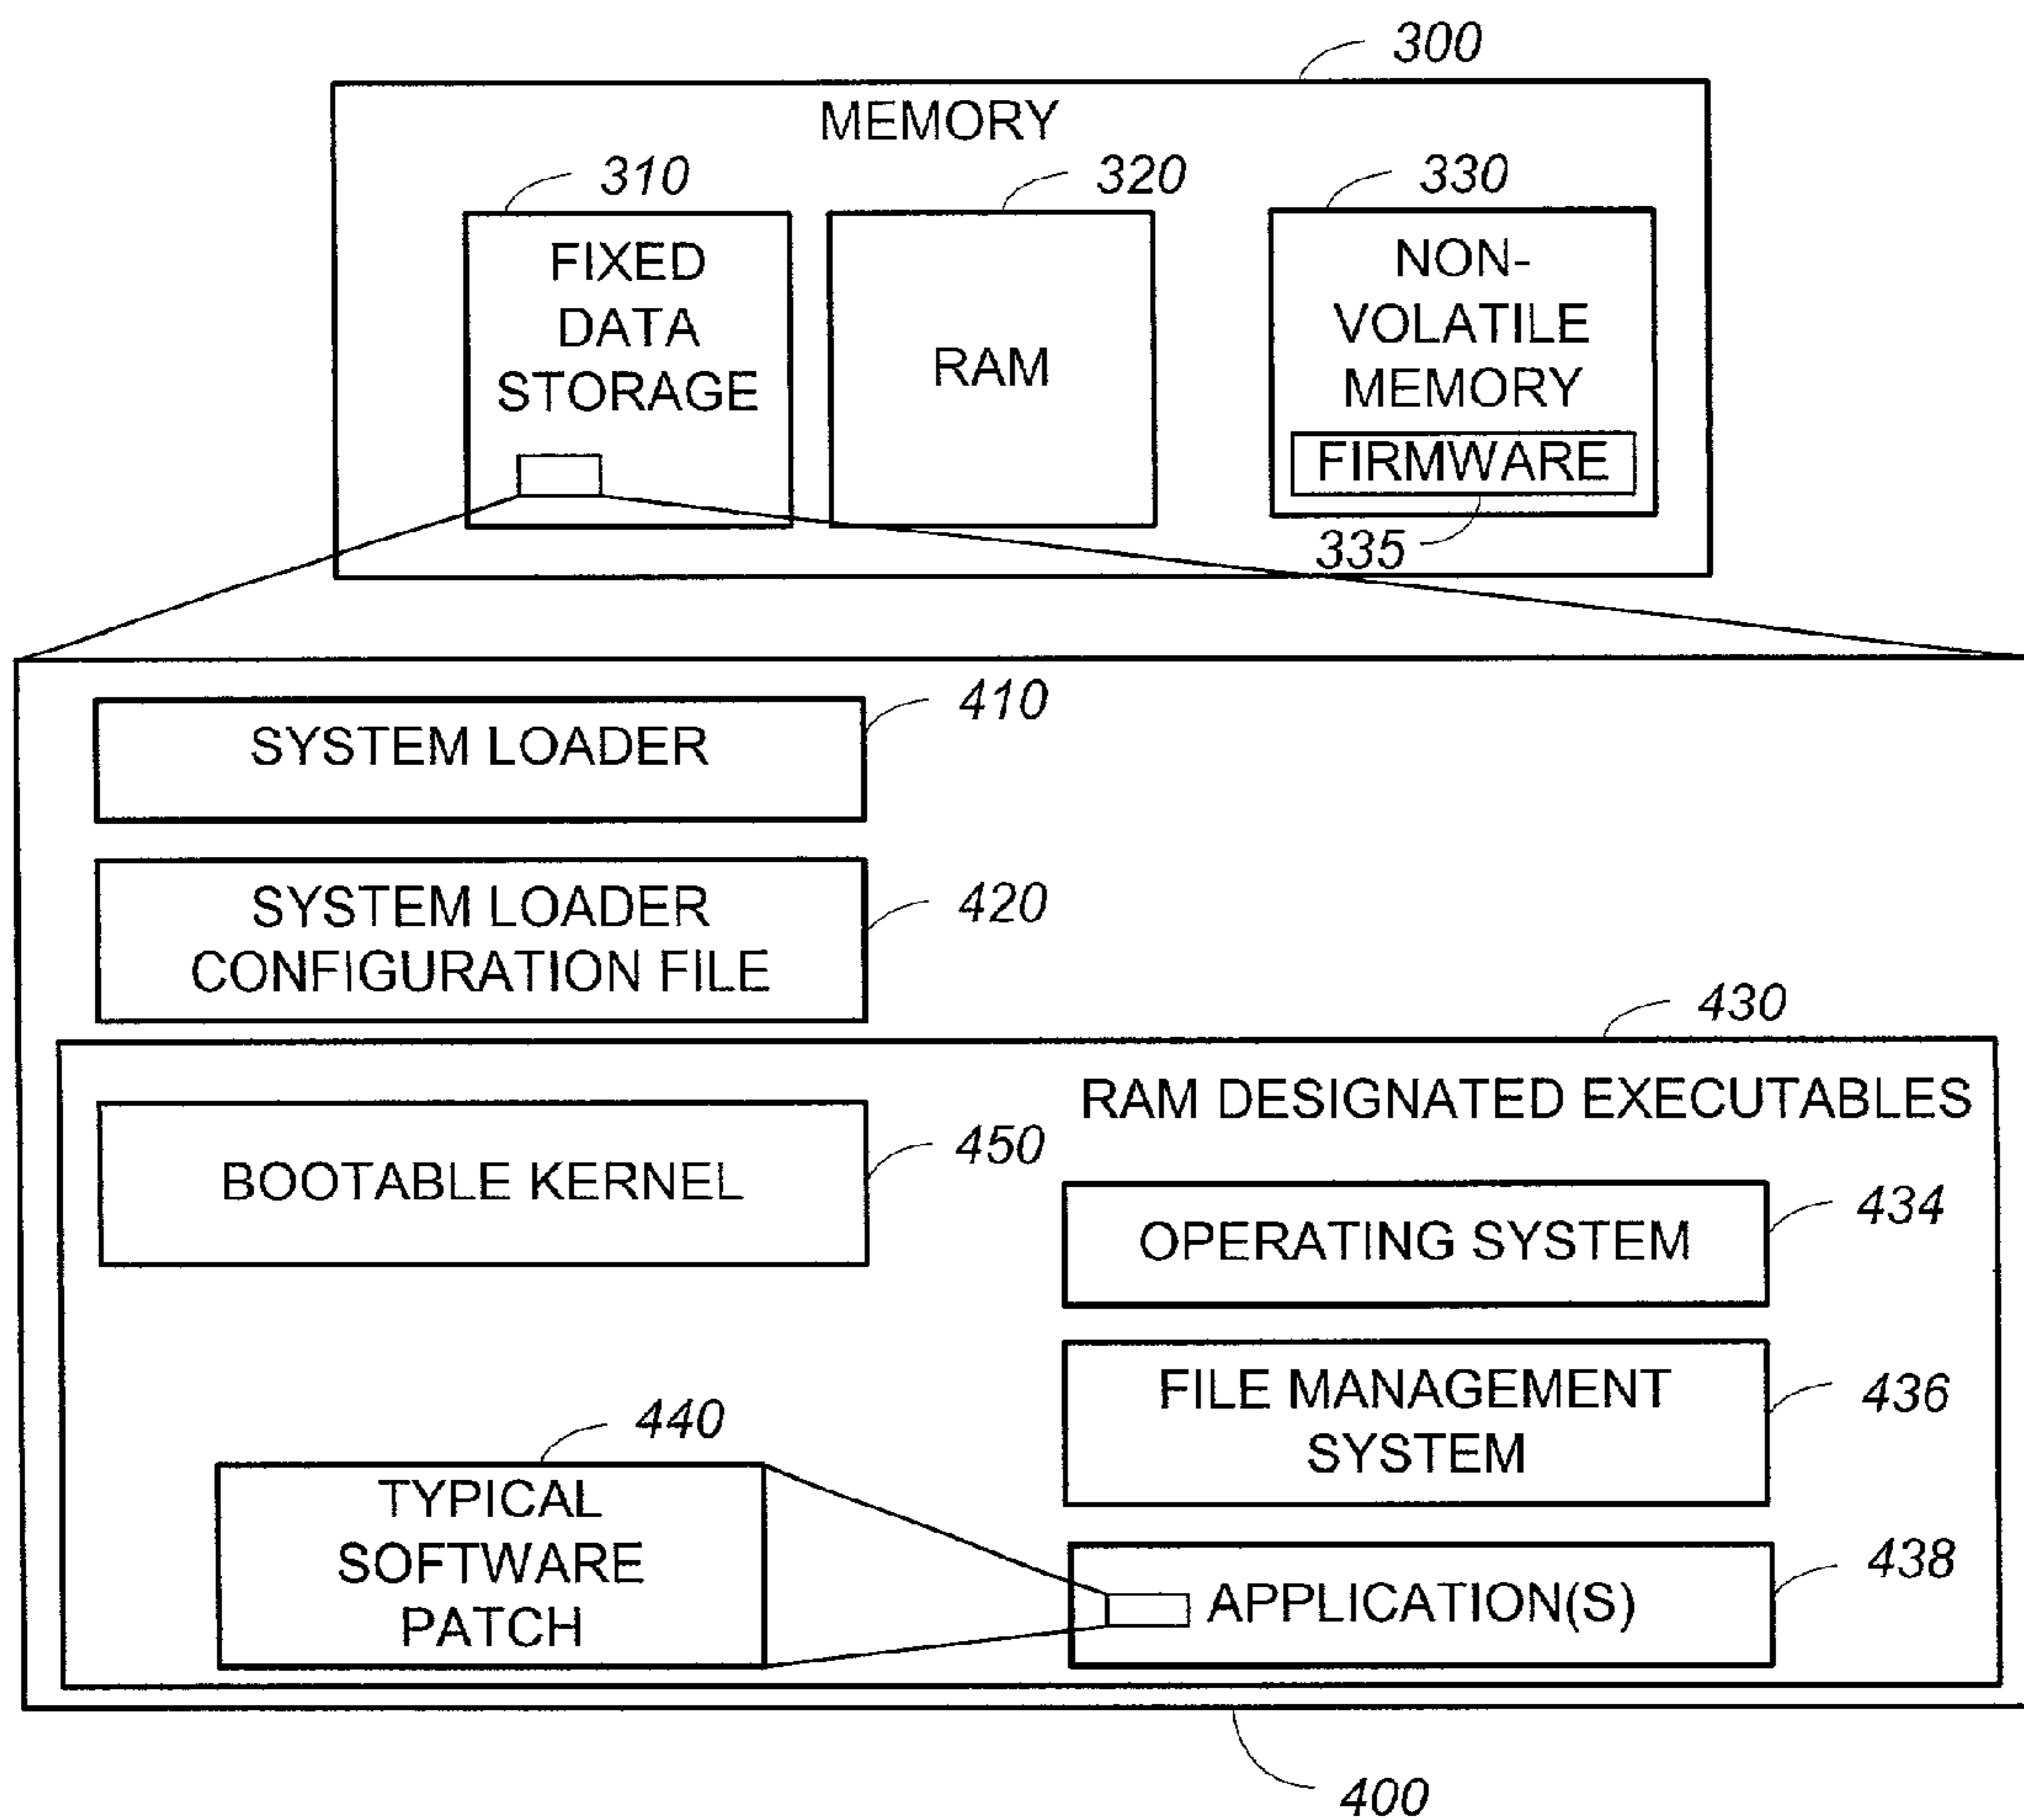 300
MEMORY
310
320
330
FIXED
DATA
STORAGE
RAM
NON-
VOLATILE
MEMORY
FIRMWARE
335
SYSTEM LOADER
410
SYSTEM LOADER
CONFIGURATION FILE
420
430
RAM DESIGNATED EXECUTABLES
BOOTABLE KERNEL
450
OPERATING SYSTEM
434
FILE MANAGEMENT
SYSTEM
436
440
TYPICAL
SOFTWARE
PATCH
APPLICATION(S)
438
400